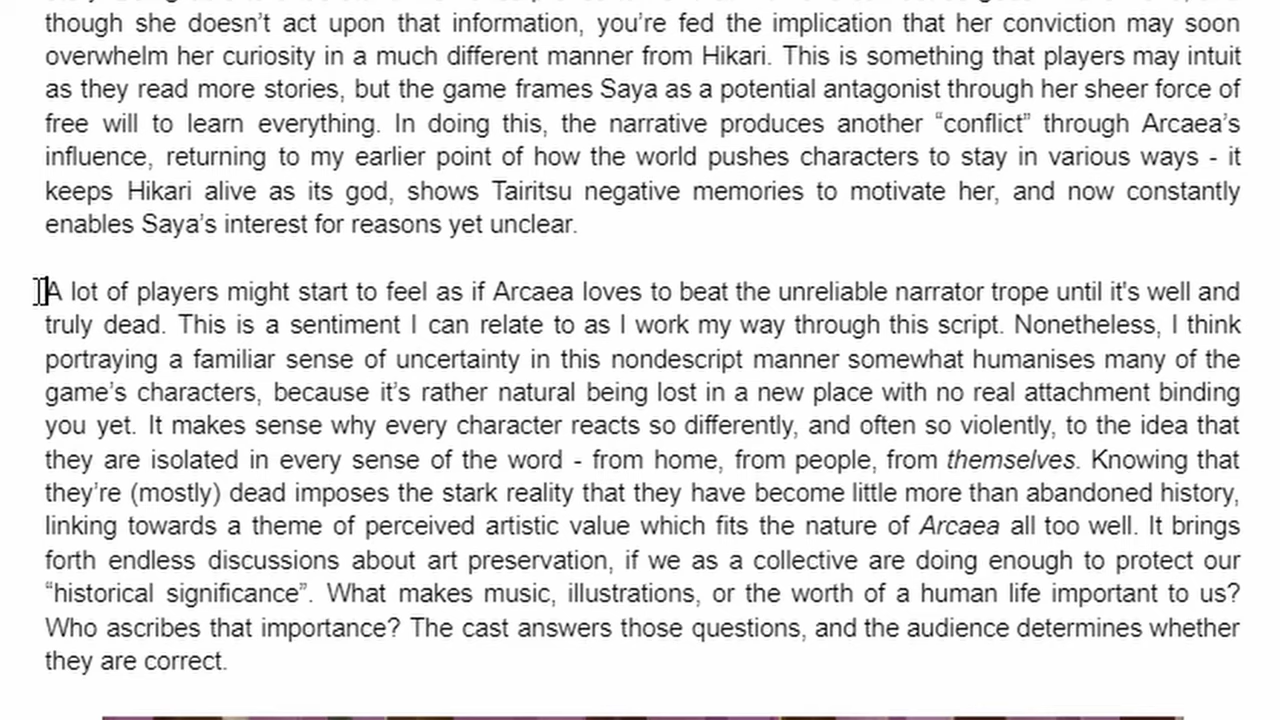 though she doesn’t act upon that information, you’re fed the implication that her conviction may soon
overwhelm her curiosity in a much different manner from Hikari. This is something that players may intuit
as they read more stories, but the game frames Saya as a potential antagonist through her sheer force of
free will to learn everything. In doing this, the narrative produces another “conflict” through Arcaea’s
influence, returning to my earlier point of how the world pushes characters to stay in various ways - it
keeps Hikari alive as its god, shows Tairitsu negative memories to motivate her, and now constantly
enables Saya’s interest for reasons yet unclear.
A lot of players might start to feel as if Arcaea loves to beat the unreliable narrator trope until it's well and
truly dead. This is a sentiment I can relate to as I work my way through this script. Nonetheless, I think
portraying a familiar sense of uncertainty in this nondescript manner somewhat humanises many of the
game’s characters, because it’s rather natural being lost in a new place with no real attachment binding
you yet. It makes sense why every character reacts so differently, and often so violently, to the idea that
they are isolated in every sense of the word - from home, from people, from themselves. Knowing that
they’re (mostly) dead imposes the stark reality that they have become little more than abandoned history,
linking towards a theme of perceived artistic value which fits the nature of Arcaea all too well. It brings
forth endless discussions about art preservation, if we as a collective are doing enough to protect our
“historical significance”. What makes music, illustrations, or the worth of a human life important to us?
Who ascribes that importance? The cast answers those questions, and the audience determines whether
they are correct.